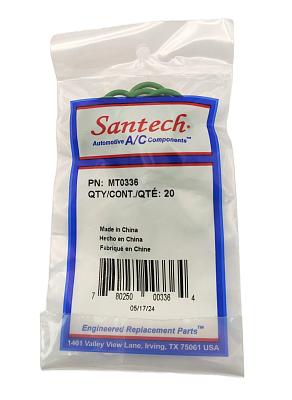 Santech
Automotive A/C Components™
PN: MT0336
QTY/CONT./QTÉ: 20
Made in China
Hecho en China
Fabriqué en Chine
7 80250 00336 4
05/17/24
Engineered Replacement Parts™
1401 Valley View Lane, Irving, TX 75061 USA